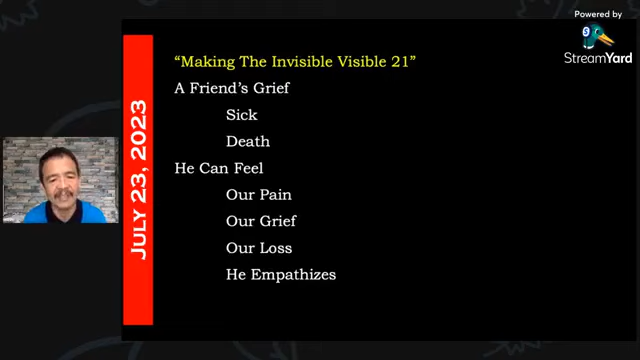 Powered by
StreamYard
JULY 23, 2023
“Making The Invisible Visible 21”
A Friend’s Grief
Sick
Death
He Can Feel
Our Pain
Our Grief
Our Loss
He Empathizes